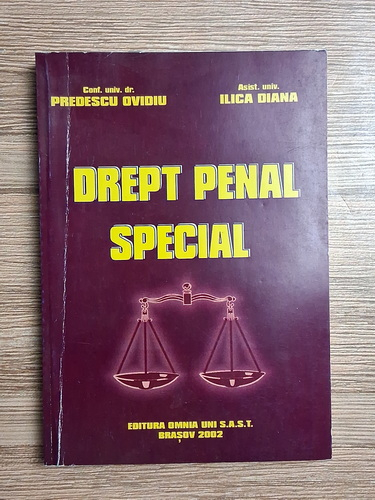 Conf. univ. dr.
PREDESCU OVIDIU
Asist. univ.
ILICA DIANA
DREPT PENAL
SPECIAL
EDITURA OMNIA UNI S.A.S.T.
BRAŞOV 2002